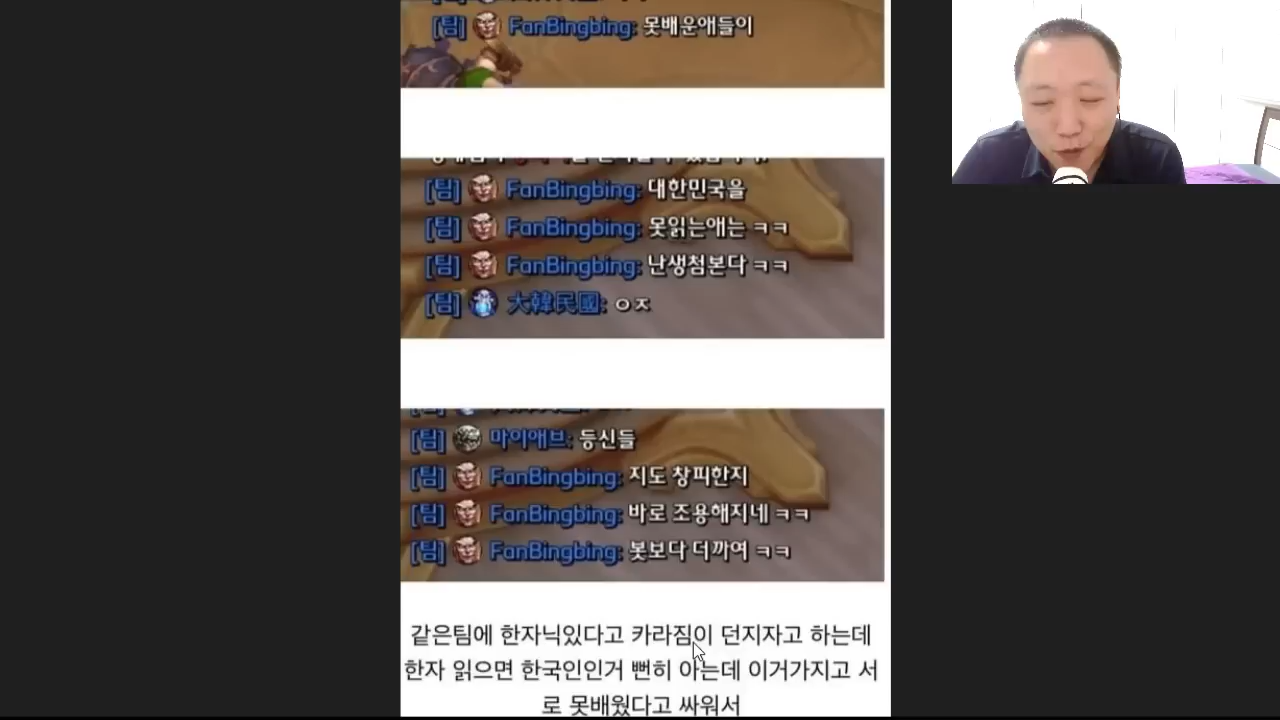 [팀] FanBingbing: 못배운애들이
[팀] FanBingbing: 대한민국을
[팀] FanBingbing: 못읽는애는 ㅋㅋ
[팀] FanBingbing: 난생첨본다 ㅋㅋ
[팀] 大韓民國: ㅇㅈ
[팀] 마이애브: 등신들
[팀] FanBingbing: 지도 창피한지
[팀] FanBingbing: 바로 조용해지네 ㅋㅋ
[팀] FanBingbing: 봇보다 더까여 ㅋㅋ
같은팀에 한자닉있다고 카라짐이 던지자고 하는데
한자 읽으면 한국인인거 뻔히 아는데 이거가지고 서
로 못배웠다고 싸워서